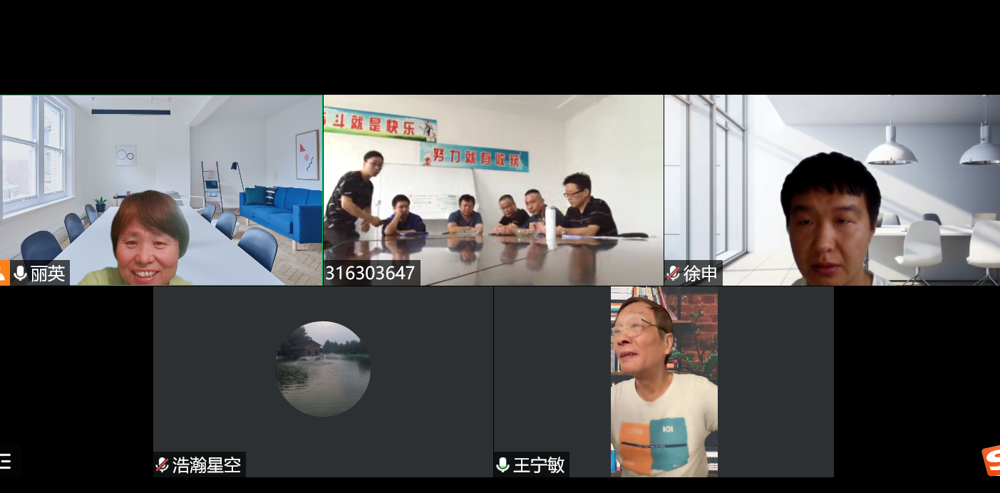 斗就是快乐
努力就有收获
丽英
316303647
徐申
浩瀚星空
王宁敏